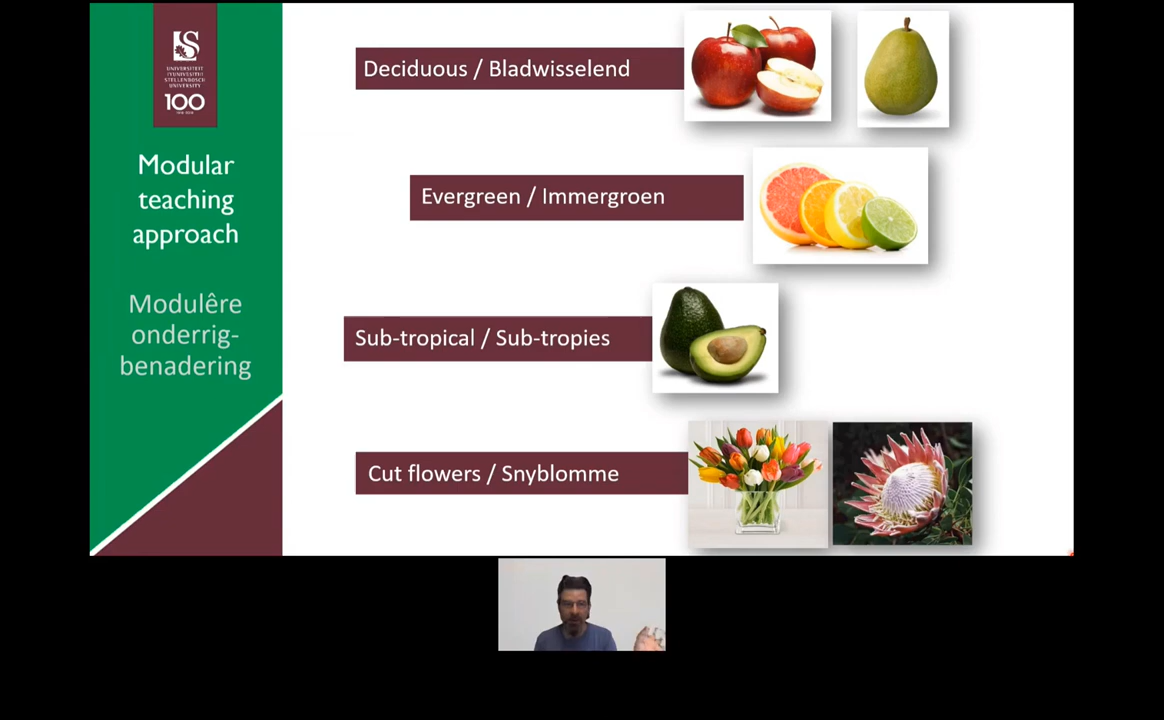 UNIVERSITEIT
IYUNIVESITHI
STELLENBOSCH
UNIVERSITY
100
Modular
teaching
approach
Modulêre
onderrig-
benadering
Deciduous / Bladwisselend
Evergreen / Immergroen
Sub-tropical / Sub-tropies
Cut flowers / Snyblomme